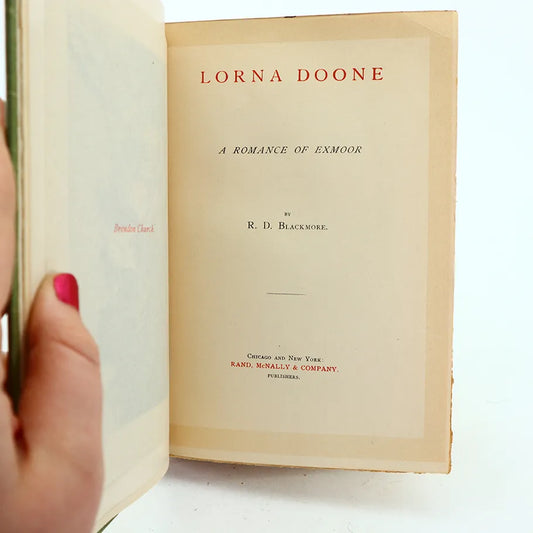 Brendon Church.
LORNA DOONE
A ROMANCE OF EXMOOR
BY
R. D. BLACKMORE.
CHICAGO AND NEW YORK:
RAND, McNALLY & COMPANY,
PUBLISHERS.